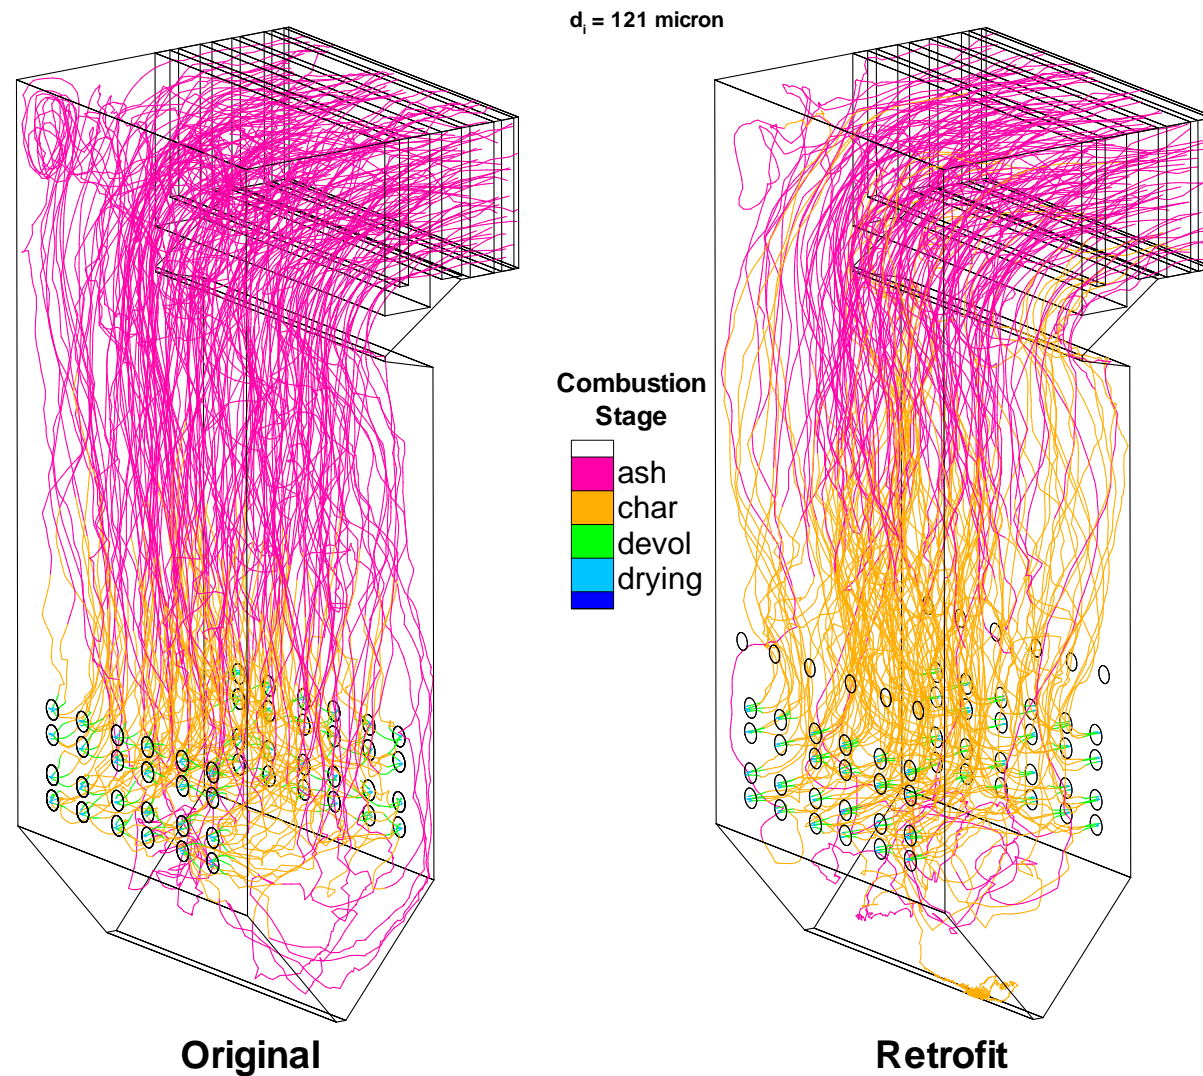 d_i = 121 micron
Combustion
Stage
ash
char
devol
drying
Original
Retrofit